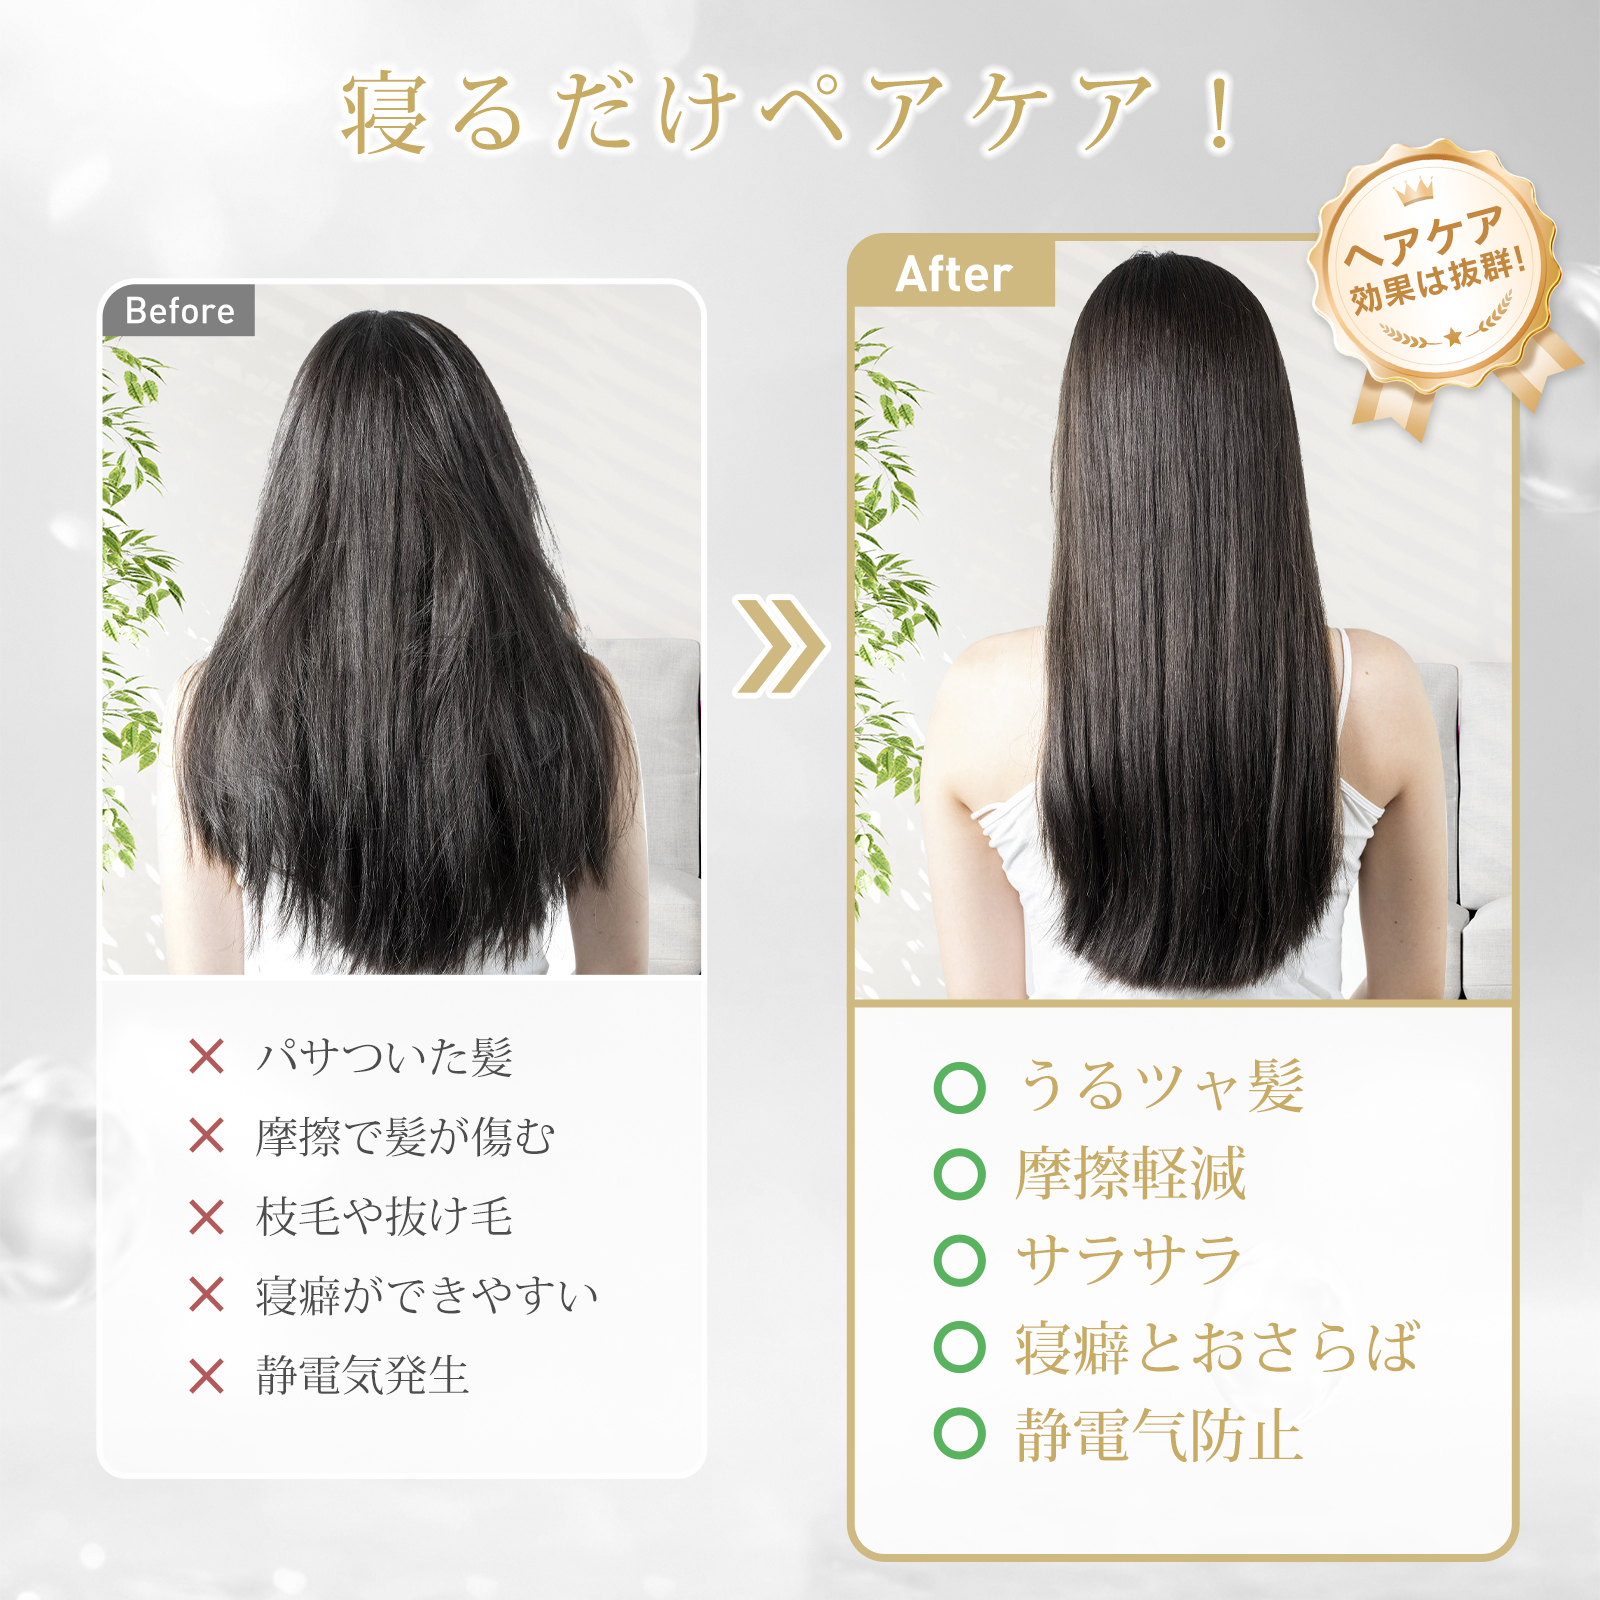 寝るだけペアケア！
ヘアケア
効果は抜群!
Before
パサついた髪
摩擦で髪が傷む
枝毛や抜け毛
寝癖ができやすい
静電気発生
After
うるツャ髪
摩擦軽減
サラサラ
寝癖とおさらば
静電气防止